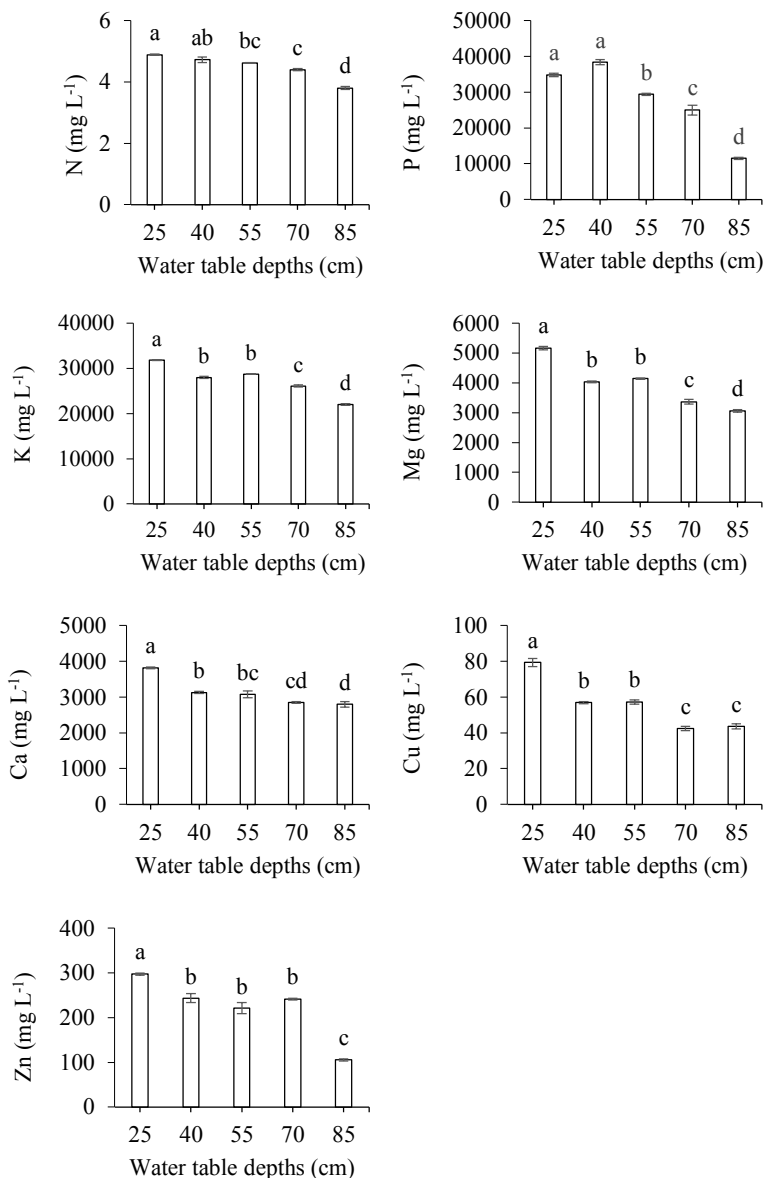 N (mg L-1)
6
4
2
0
a ab bc c d
25 40 55 70 85
Water table depths (cm)
P (mg L-1)
50000
40000
30000
20000
10000
0
a a b c d
25 40 55 70 85
Water table depths (cm)
K (mg L-1)
40000
30000
20000
10000
0
a b b c d
25 40 55 70 85
Water table depths (cm)
Mg (mg L-1)
6000
5000
4000
3000
2000
1000
0
a b b c d
25 40 55 70 85
Water table depths (cm)
Ca (mg L-1)
5000
4000
3000
2000
1000
0
a b bc cd d
25 40 55 70 85
Water table depths (cm)
Cu (mg L-1)
100
80
60
40
20
0
a b b c c
25 40 55 70 85
Water table depths (cm)
Zn (mg L-1)
400
300
200
100
0
a b b b c
25 40 55 70 85
Water table depths (cm)